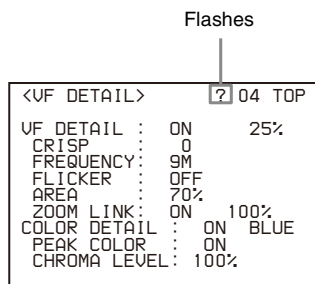 Flashes
<VF DETAIL> ? 04 TOP
VF DETAIL : ON 25%
CRISP : 0
FREQUENCY: 9M
FLICKER : OFF
AREA : 70%
ZOOM LINK: ON 100%
COLOR DETAIL : ON BLUE
PEAK COLOR : ON
CHROMA LEVEL: 100%